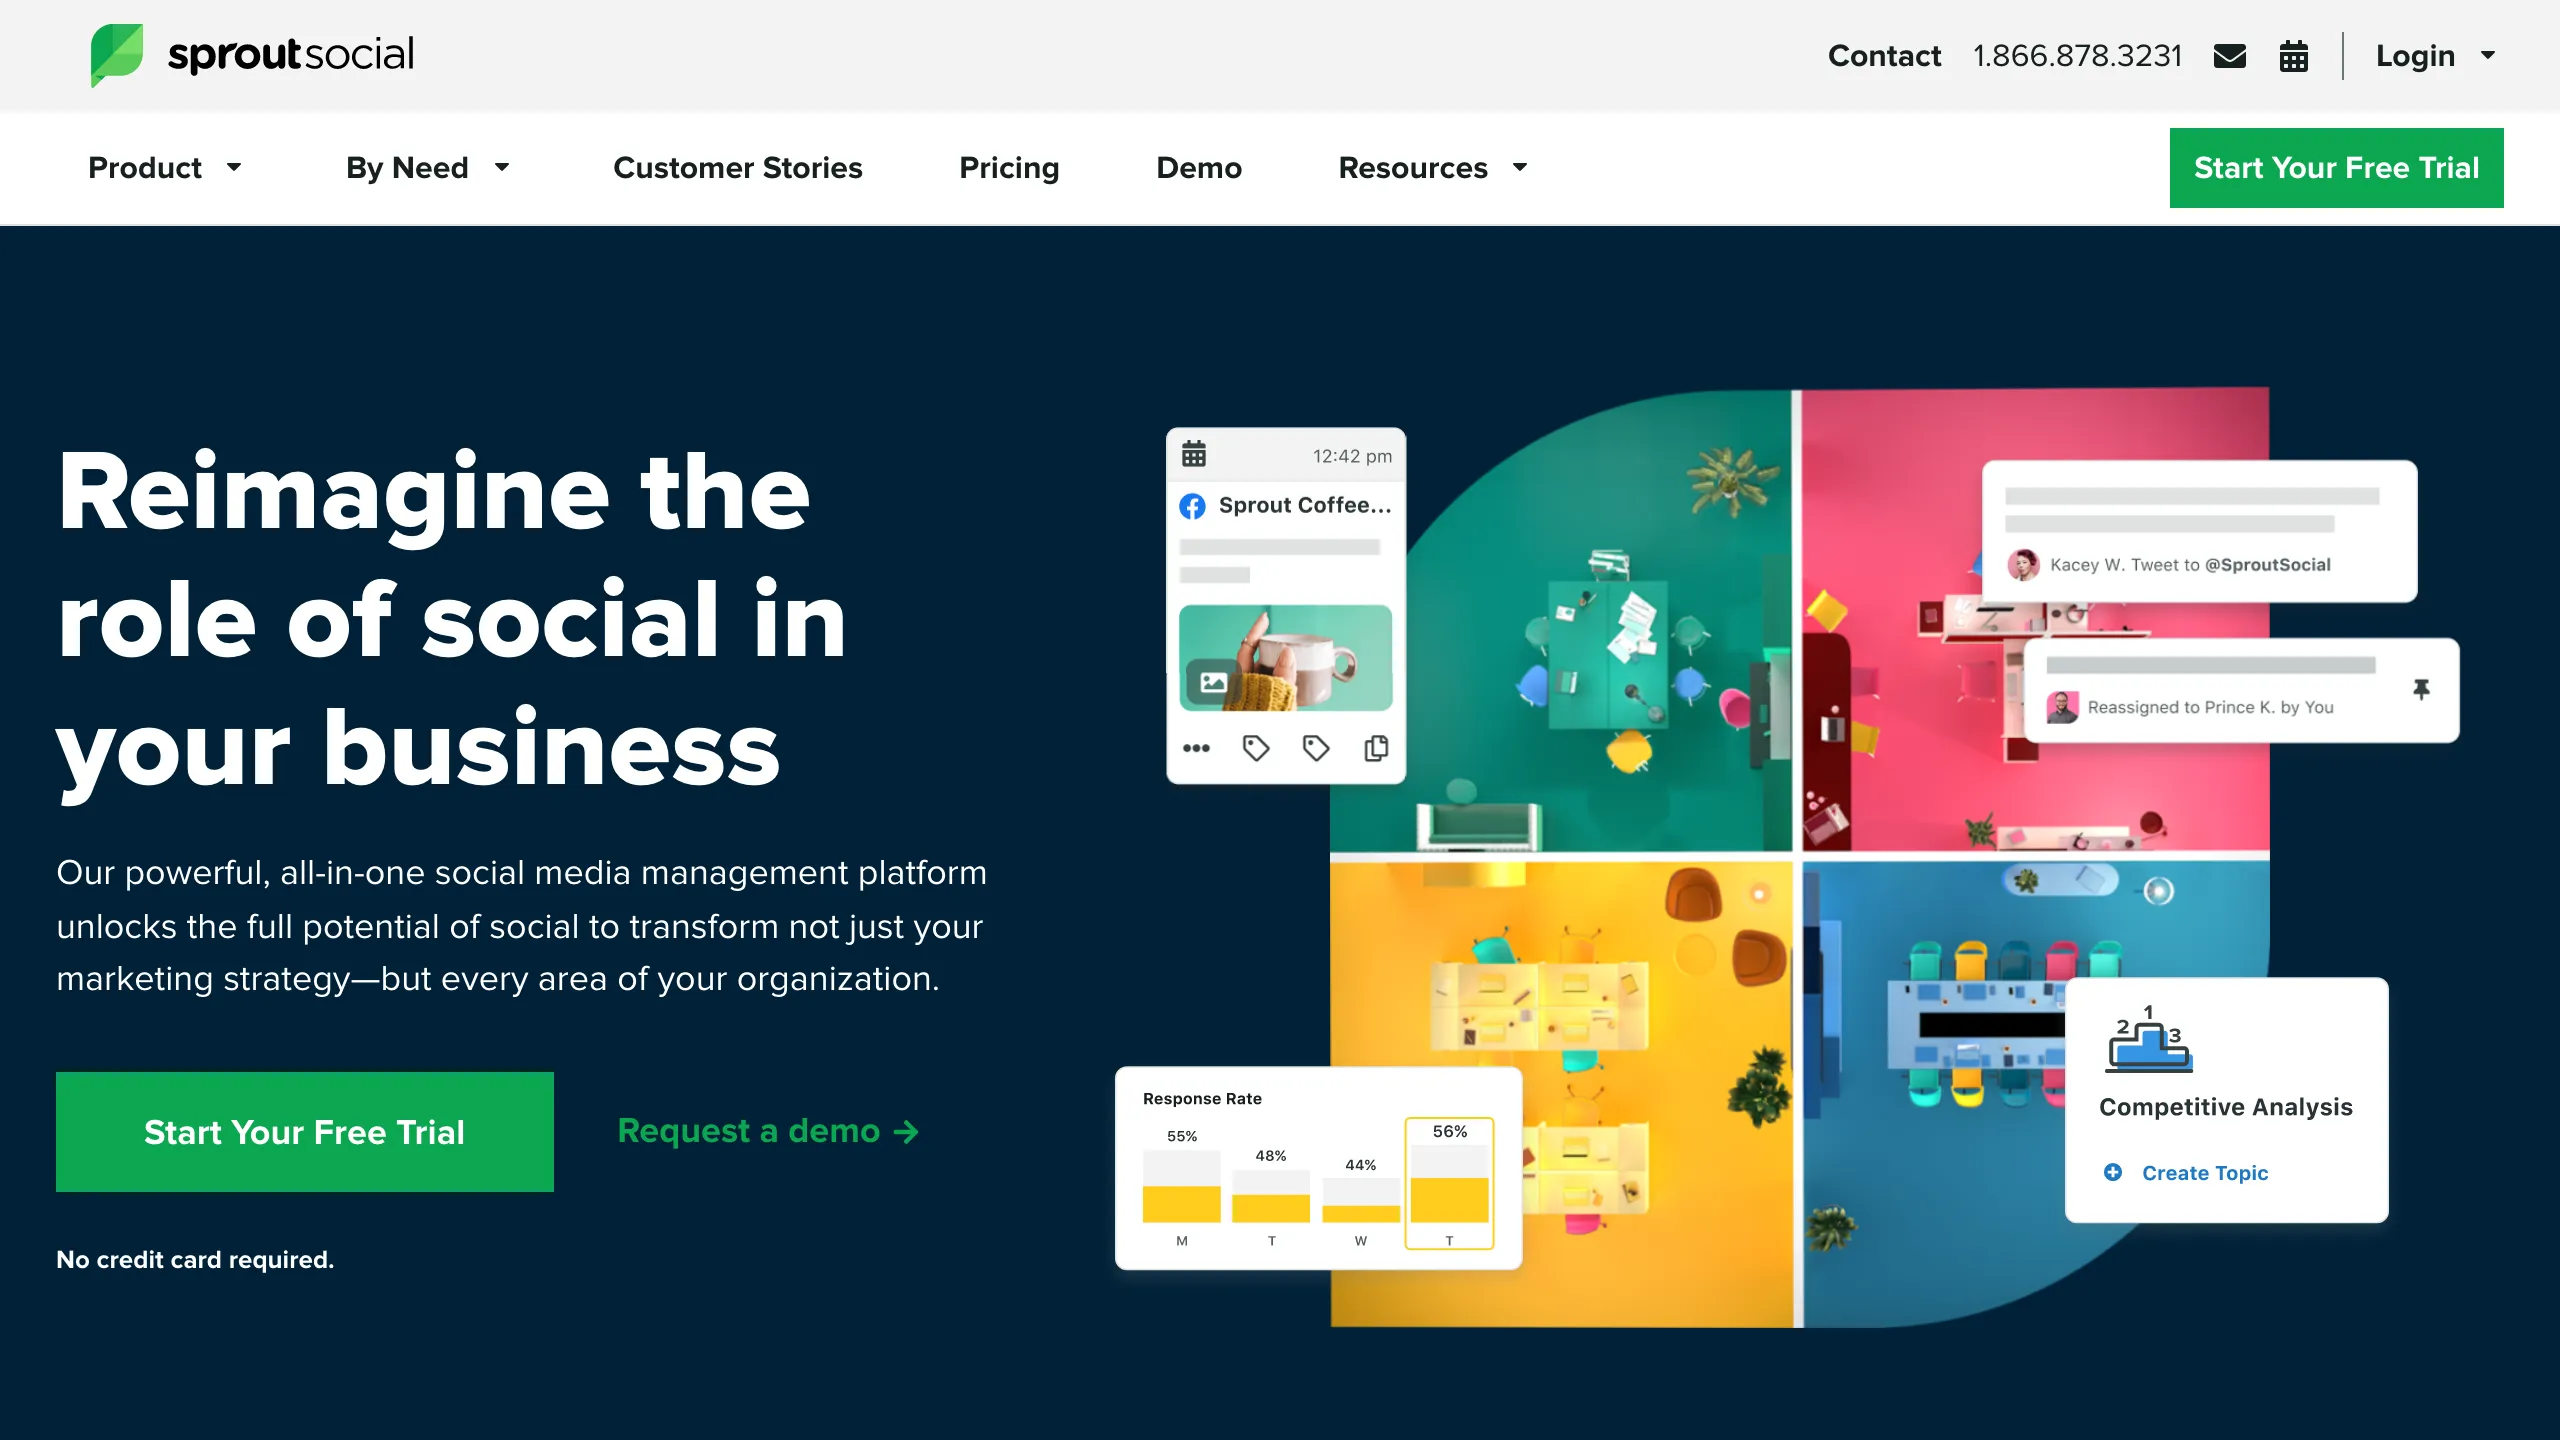 sproutsocial
Contact 1.866.878.3231 Login
Product By Need Customer Stories Pricing Demo Resources Start Your Free Trial
Reimagine the
role of social in
your business
Our powerful, all-in-one social media management platform
unlocks the full potential of social to transform not just your
marketing strategy—but every area of your organization.
Start Your Free Trial Request a demo →
No credit card required.
12:42 pm
Sprout Coffee...
Kacey W. Tweet to @SproutSocial
Reassigned to Prince K. by You
Response Rate
55% 48% 44% 56%
M T W T
1
2 3
Competitive Analysis
Create Topic